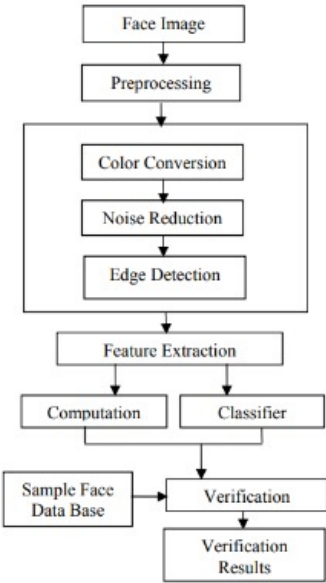 Face Image
Preprocessing
Color Conversion
Noise Reduction
Edge Detection
Feature Extraction
Computation
Classifier
Sample Face
Data Base
Verification
Verification
Results